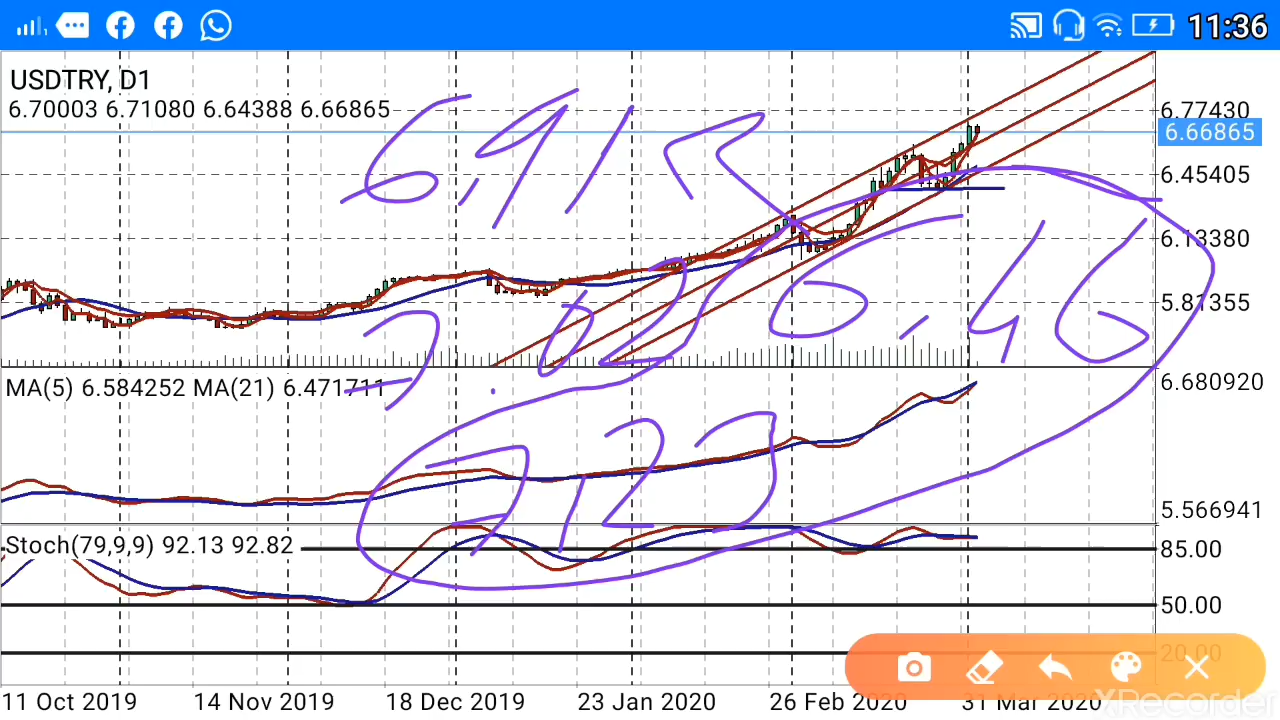 11:36
USDTRY, D1
6.70003 6.71080 6.64388 6.66865
6.77430
6.66865
6.45405
6.13380
5.81355
6.46
MA(5) 6.584252 MA(21) 6.471711
6.680920
5.566941
Stoch(79,9,9) 92.13 92.82
85.00
50.00
20.00
11 Oct 2019
14 Nov 2019
18 Dec 2019
23 Jan 2020
26 Feb 2020
31 Mar 2020
XRecorder